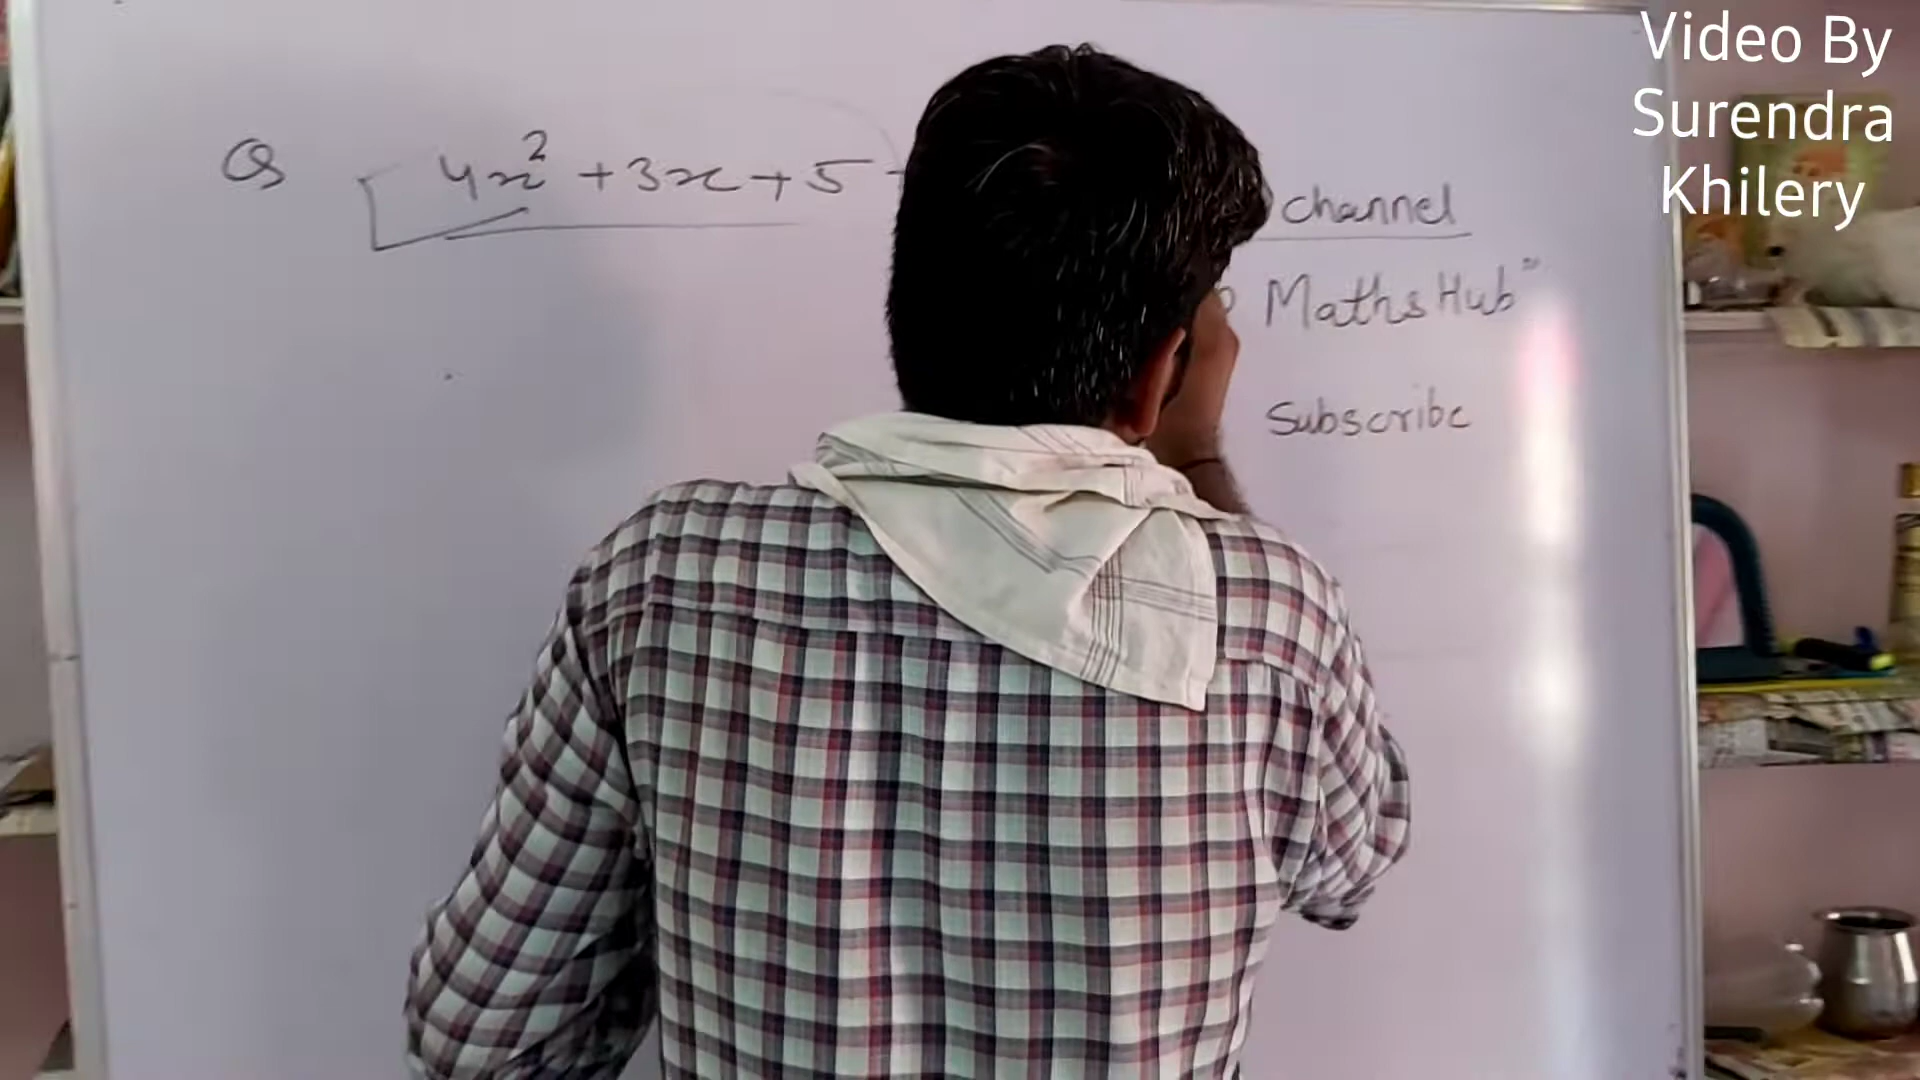 Video By
Surendra
Khilery
Q 4x² + 3x + 5
channel
Maths Hub"
Subscribe